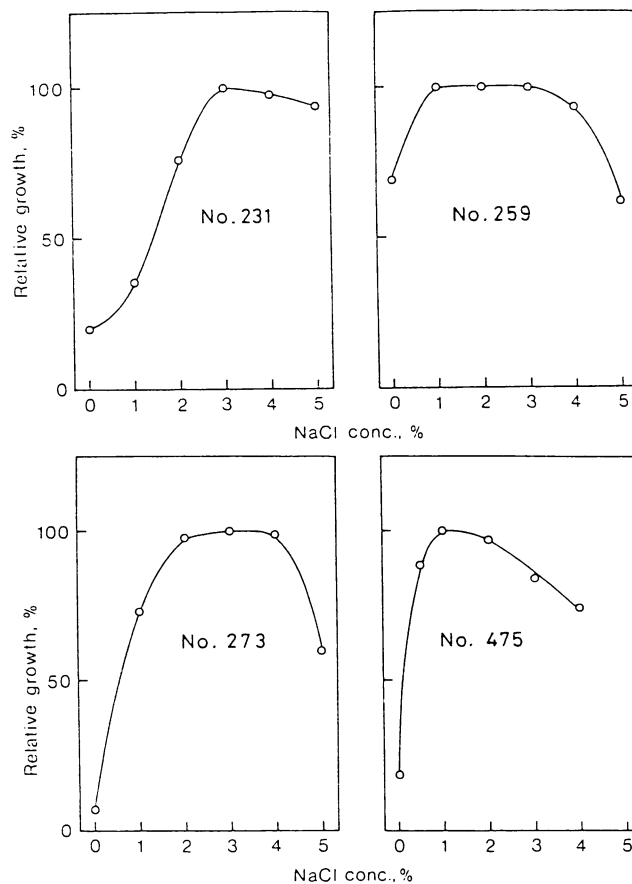 Relative growth, %
100
50
0
No. 231
No. 259
0 1 2 3 4 5
0 1 2 3 4 5
NaCl conc., %
Relative growth, %
100
50
0
No. 273
No. 475
0 1 2 3 4 5
0 1 2 3 4 5
NaCl conc., %